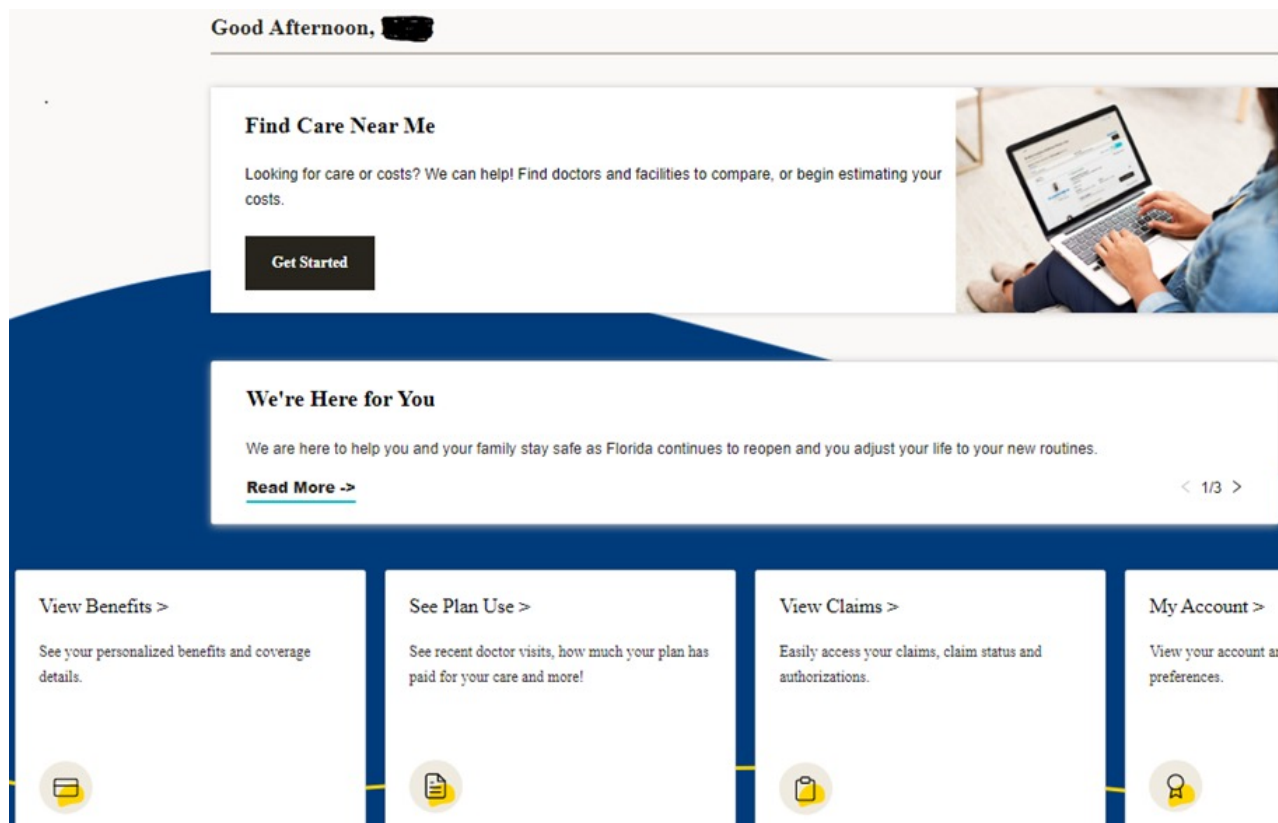 Good Afternoon,
Find Care Near Me
Looking for care or costs? We can help! Find doctors and facilities to compare, or begin estimating your
costs.
Get Started
We're Here for You
We are here to help you and your family stay safe as Florida continues to reopen and you adjust your life to your new routines.
Read More ->
< 1/3 >
View Benefits >
See your personalized benefits and coverage
details.
See Plan Use >
See recent doctor visits, how much your plan has
paid for your care and more!
View Claims >
Easily access your claims, claim status and
authorizations.
My Account >
View your account
preferences.